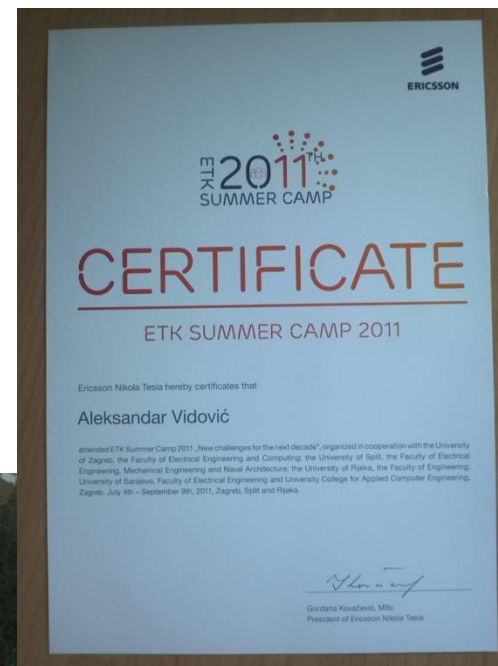 ERICSSON
ETK 2011TH
SUMMER CAMP
CERTIFICATE
ETK SUMMER CAMP 2011
Ericsson Nikola Tesla hereby certificates that
Aleksandar Vidović
attended ETK Summer Camp 2011 „New challenges for the next decade", organized in cooperation with the University
of Zagreb, the Faculty of Electrical Engineering and Computing; the University of Split, the Faculty of Electrical
Engineering, Mechanical Engineering and Naval Architecture; the University of Rijeka, the Faculty of Engineering;
University of Sarajevo, Faculty of Electrical Engineering and University College for Applied Computer Engineering,
Zagreb. July 4th – September 9th, 2011, Zagreb, Split and Rijeka.
Gordana Kovačević, MSc
President of Ericsson Nikola Tesla